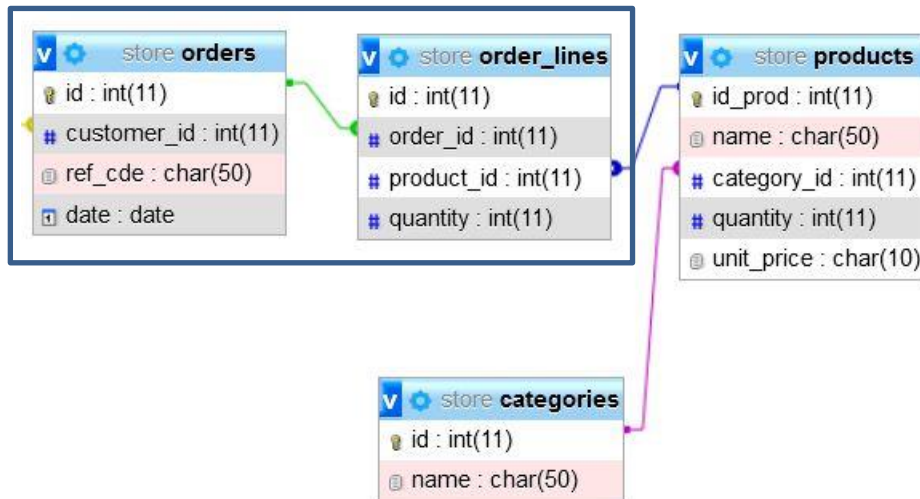 v store orders
id : int(11)
# customer_id : int(11)
ref_cde : char(50)
1 date : date
v store order_lines
id : int(11)
# order_id : int(11)
# product_id : int(11)
# quantity : int(11)
v store products
id_prod : int(11)
name : char(50)
# category_id : int(11)
# quantity : int(11)
unit_price : char(10)
v store categories
id : int(11)
name : char(50)